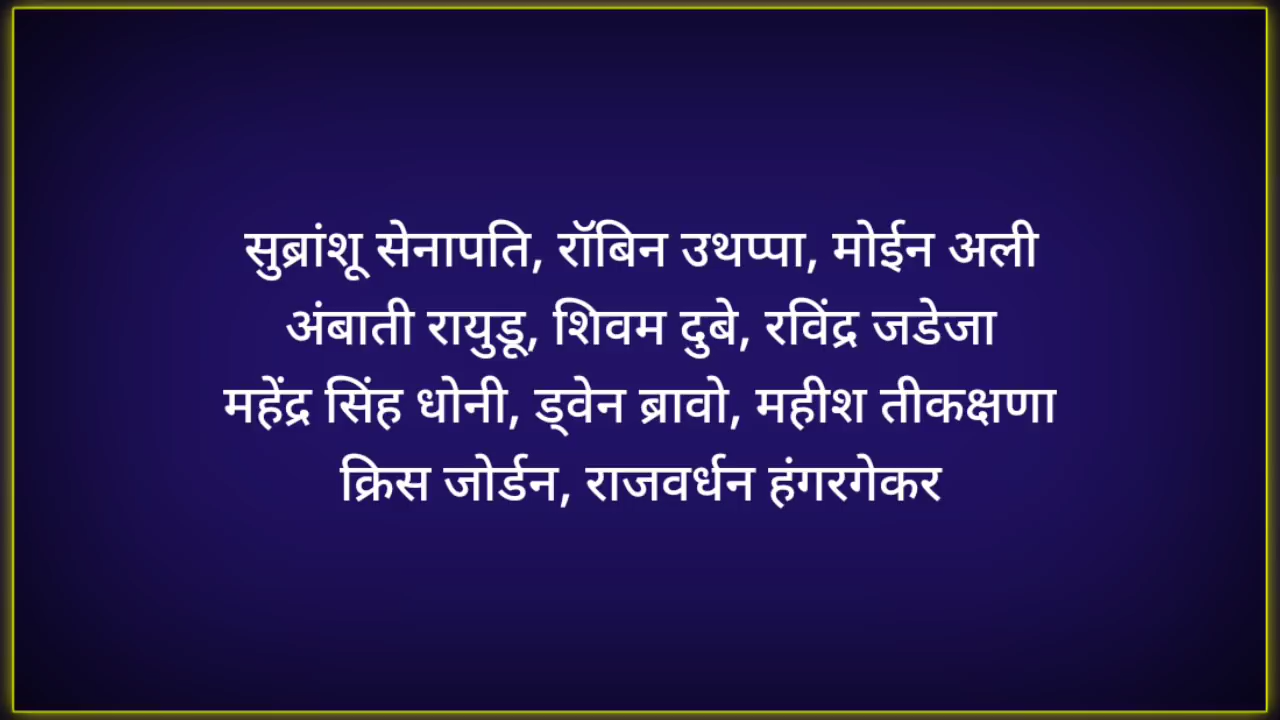 सुब्रांशू सेनापति, रॉबिन उथप्पा, मोईन अली
अंबाती रायुडू, शिवम दुबे, रविंद्र जडेजा
महेंद्र सिंह धोनी, ड्वेन ब्रावो, महीश तीकक्षणा
क्रिस जोर्डन, राजवर्धन हंगरगेकर